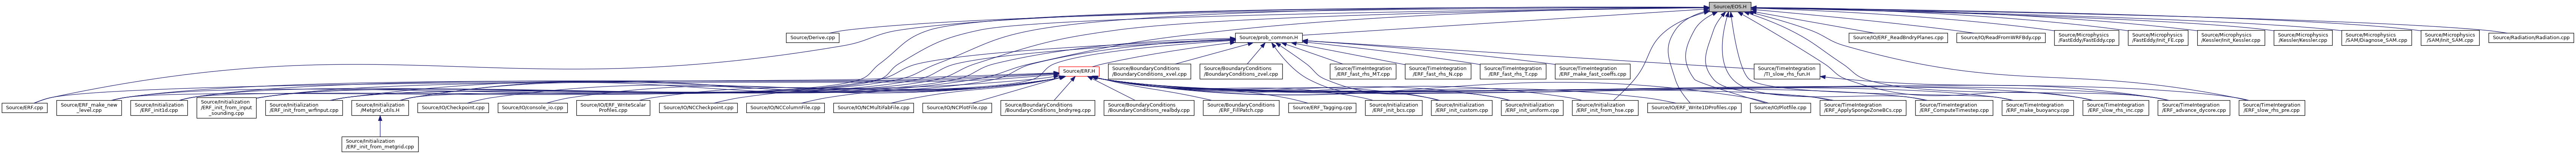 Source/EOS.H
Source/Derive.cpp
Source/prob_common.H
Source/IO/ERF_ReadBndryPlanes.cpp
Source/IO/ReadFromWRFBdy.cpp
Source/Microphysics
/FastEddy/FastEddy.cpp
Source/Microphysics
/FastEddy/Init_FE.cpp
Source/Microphysics
/Kessler/Init_Kessler.cpp
Source/Microphysics
/Kessler/Kessler.cpp
Source/Microphysics
/SAM/Diagnose_SAM.cpp
Source/Microphysics
/SAM/Init_SAM.cpp
Source/Radiation/Radiation.cpp
Source/ERF.H
Source/BoundaryConditions
/BoundaryConditions_xvel.cpp
Source/BoundaryConditions
/BoundaryConditions_zvel.cpp
Source/TimeIntegration
/ERF_fast_rhs_MT.cpp
Source/TimeIntegration
/ERF_fast_rhs_N.cpp
Source/TimeIntegration
/ERF_fast_rhs_T.cpp
Source/TimeIntegration
/ERF_make_fast_coeffs.cpp
Source/TimeIntegration
/TI_slow_rhs_fun.H
Source/ERF.cpp
Source/ERF_make_new
_level.cpp
Source/Initialization
/ERF_init1d.cpp
Source/Initialization
/ERF_init_from_input
_sounding.cpp
Source/Initialization
/ERF_init_from_wrfinput.cpp
Source/Initialization
/Metgrid_utils.H
Source/IO/Checkpoint.cpp
Source/IO/console_io.cpp
Source/IO/ERF_WriteScalar
Profiles.cpp
Source/IO/NCCheckpoint.cpp
Source/IO/NCColumnFile.cpp
Source/IO/NCMultiFabFile.cpp
Source/IO/NCPlotFile.cpp
Source/BoundaryConditions
/BoundaryConditions_bndryreg.cpp
Source/BoundaryConditions
/BoundaryConditions_realbdy.cpp
Source/BoundaryConditions
/ERF_FillPatch.cpp
Source/ERF_Tagging.cpp
Source/Initialization
/ERF_init_bcs.cpp
Source/Initialization
/ERF_init_custom.cpp
Source/Initialization
/ERF_init_uniform.cpp
Source/Initialization
/ERF_init_from_hse.cpp
Source/IO/ERF_Write1DProfiles.cpp
Source/IO/Plotfile.cpp
Source/TimeIntegration
/ERF_ApplySpongeZoneBCs.cpp
Source/TimeIntegration
/ERF_ComputeTimestep.cpp
Source/TimeIntegration
/ERF_make_buoyancy.cpp
Source/TimeIntegration
/ERF_slow_rhs_inc.cpp
Source/TimeIntegration
/ERF_advance_dycore.cpp
Source/TimeIntegration
/ERF_slow_rhs_pre.cpp
Source/Initialization
/ERF_init_from_metgrid.cpp